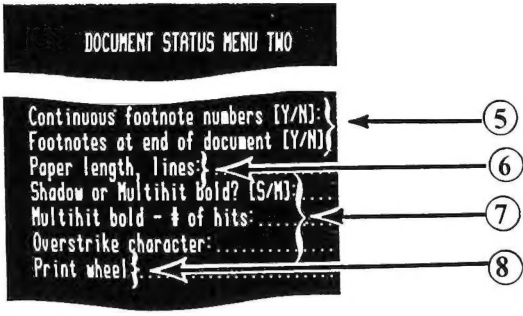 DOCUMENT STATUS MENU TWO
Continuous footnote numbers [Y/N]:
Footnotes at end of document [Y/N]
Paper length, lines:
Shadow or Multihit bold? [S/M]:....
Multihit bold - # of hits:..........
Overstrike character:...............
Print wheel.........................
5
6
7
8